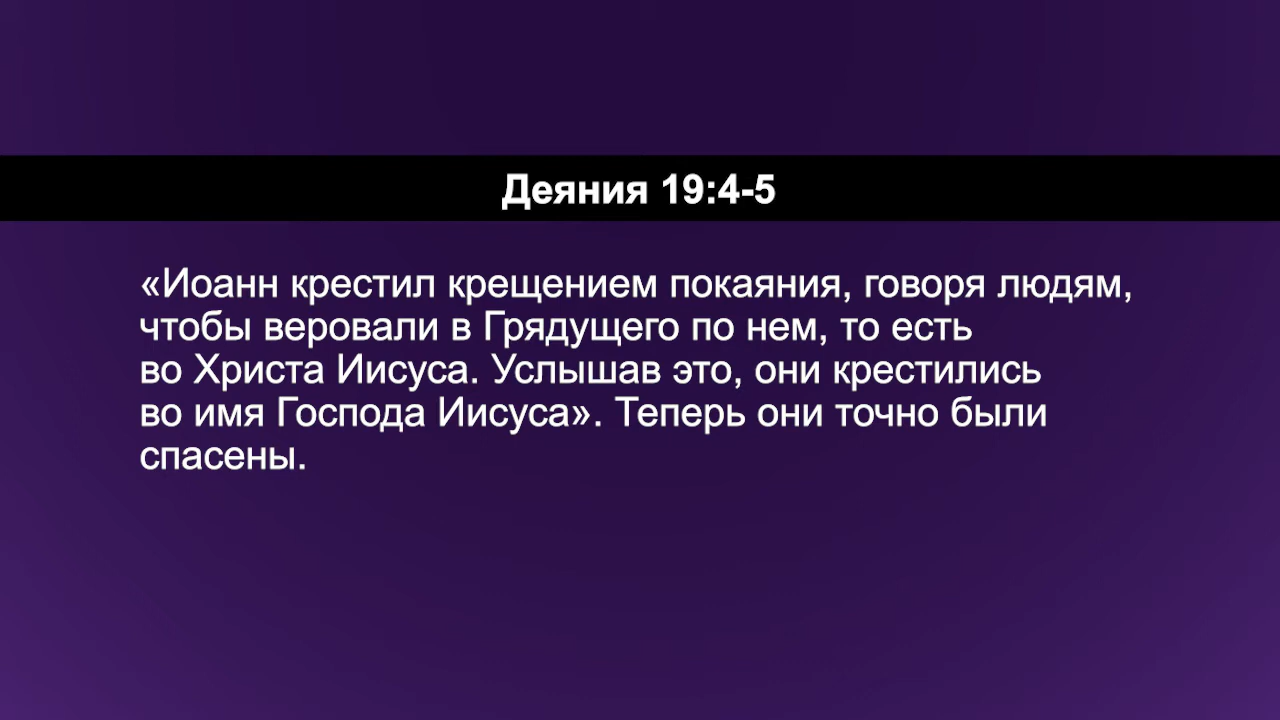 Деяния 19:4-5
«Иоанн крестил крещением покаяния, говоря людям,
чтобы веровали в Грядущего по нем, то есть
во Христа Иисуса. Услышав это, они крестились
во имя Господа Иисуса». Теперь они точно были
спасены.